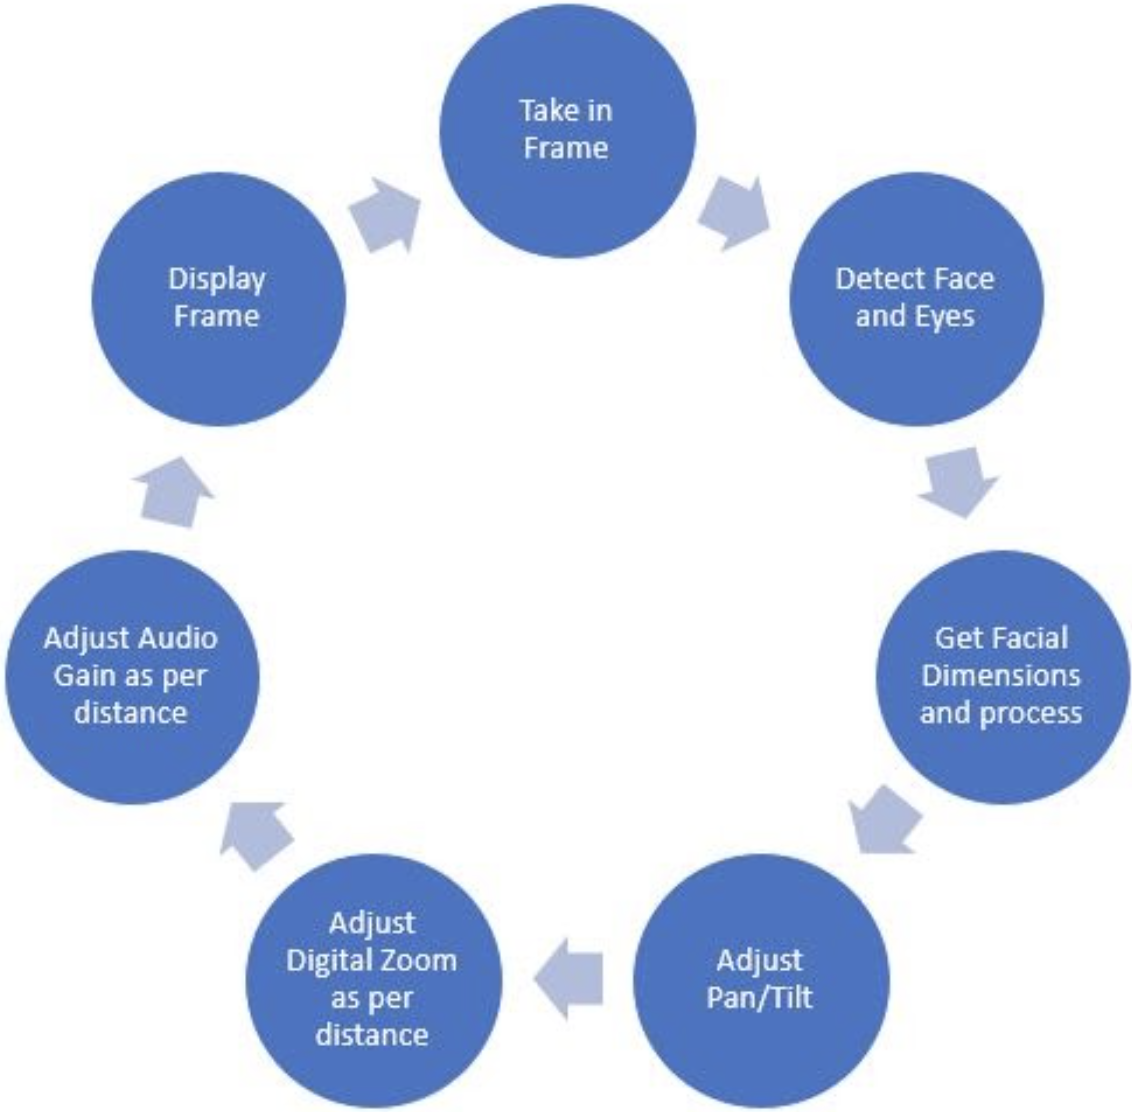 Take in
Frame
Detect Face
and Eyes
Get Facial
Dimensions
and process
Adjust
Pan/Tilt
Adjust
Digital Zoom
as per
distance
Adjust Audio
Gain as per
distance
Display
Frame